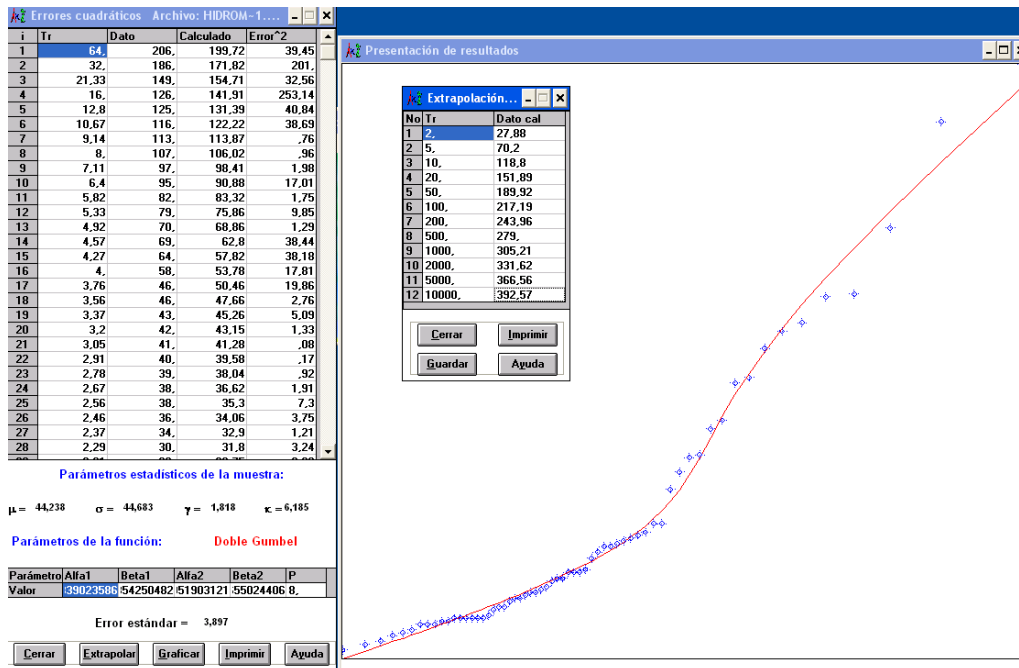 Errores cuadráticos Archivo: HIDROM~1....
i Tr Dato Calculado Error^2
1 64, 206, 199,72 39,45
2 32, 186, 171,82 201,
3 21,33 149, 154,71 32,56
4 16, 126, 141,91 253,14
5 12,8 125, 131,39 40,84
6 10,67 116, 122,22 38,69
7 9,14 113, 113,87 ,76
8 8, 107, 106,02 ,96
9 7,11 97, 98,41 1,98
10 6,4 95, 90,88 17,01
11 5,82 82, 83,32 1,75
12 5,33 79, 75,86 9,85
13 4,92 70, 68,86 1,29
14 4,57 69, 62,8 38,44
15 4,27 64, 57,82 38,18
16 4, 58, 53,78 17,81
17 3,76 46, 50,46 19,86
18 3,56 46, 47,66 2,76
19 3,37 43, 45,26 5,09
20 3,2 42, 43,15 1,33
21 3,05 41, 41,28 ,08
22 2,91 40, 39,58 ,17
23 2,78 39, 38,04 ,92
24 2,67 38, 36,62 1,91
25 2,56 38, 35,3 7,3
26 2,46 36, 34,06 3,75
27 2,37 34, 32,9 1,21
28 2,29 30, 31,8 3,24
Parámetros estadísticos de la muestra:
μ = 44,238 σ = 44,683 γ = 1,818 κ = 6,185
Parámetros de la función: Doble Gumbel
Parámetro Alfa1 Beta1 Alfa2 Beta2 P
Valor 39023586 54250482 51903121 55024406 8,
Error estándar = 3,897
Cerrar Extrapolar Graficar Imprimir Ayuda
Presentación de resultados
Extrapolación...
No Tr Dato cal
1 2, 27,88
2 5, 70,2
3 10, 118,8
4 20, 151,89
5 50, 189,92
6 100, 217,19
7 200, 243,96
8 500, 279,
9 1000, 305,21
10 2000, 331,62
11 5000, 366,56
12 10000, 392,57
Cerrar Imprimir
Guardar Ayuda